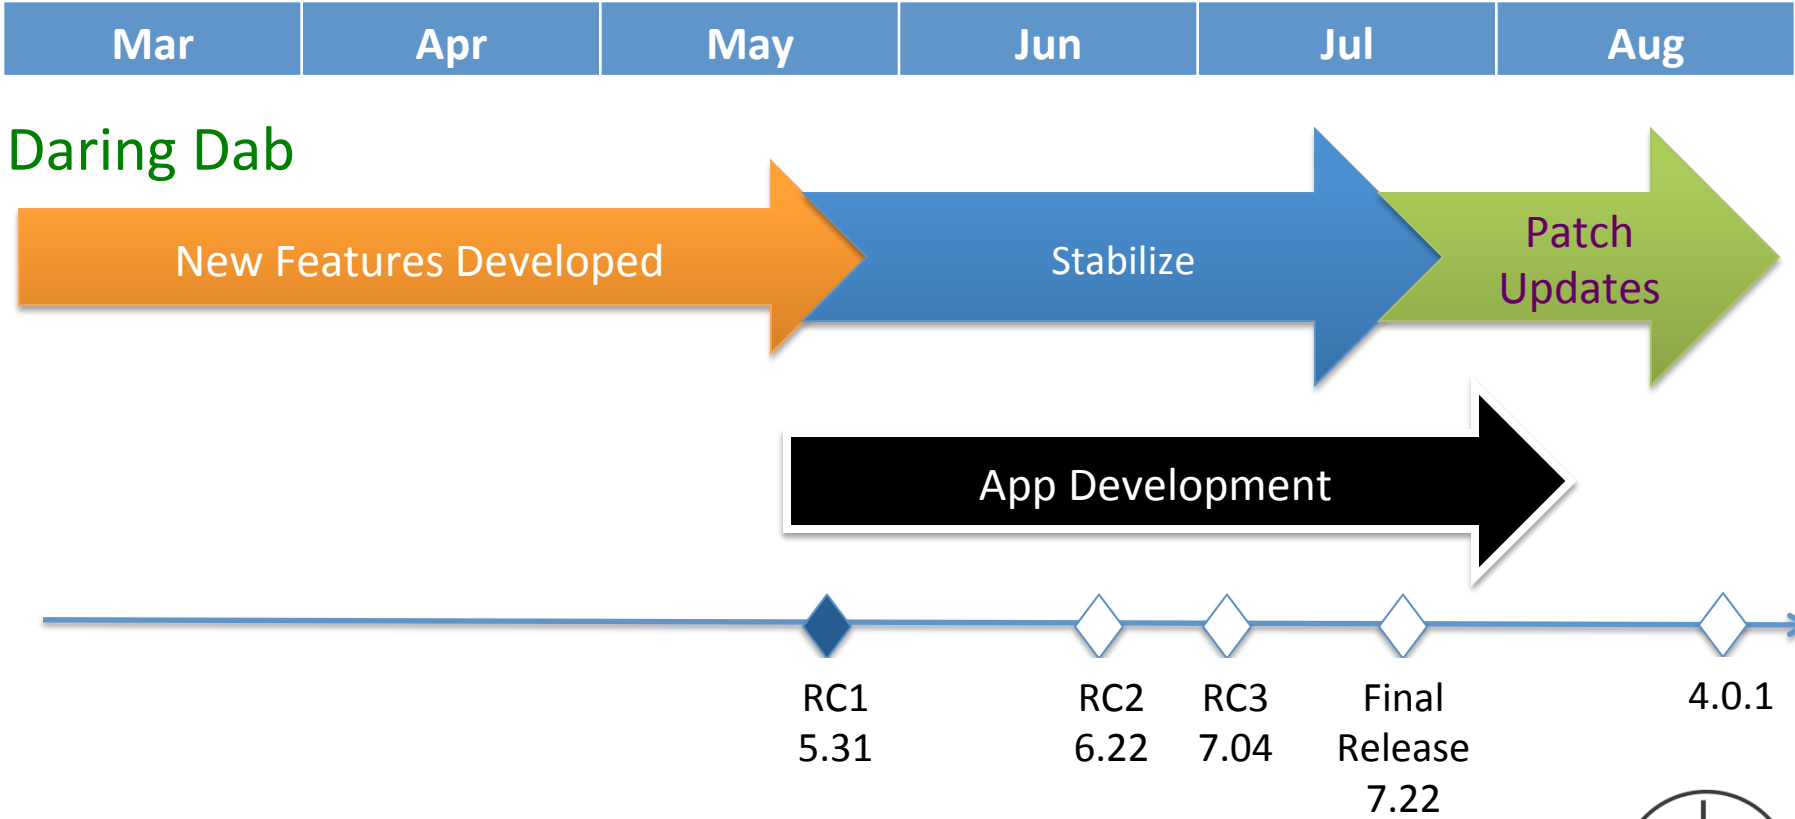 Mar Apr May Jun Jul Aug
Daring Dab
New Features Developed
Stabilize
Patch
Updates
App Development
RC1
5.31
RC2
6.22
RC3
7.04
Final
Release
7.22
4.0.1